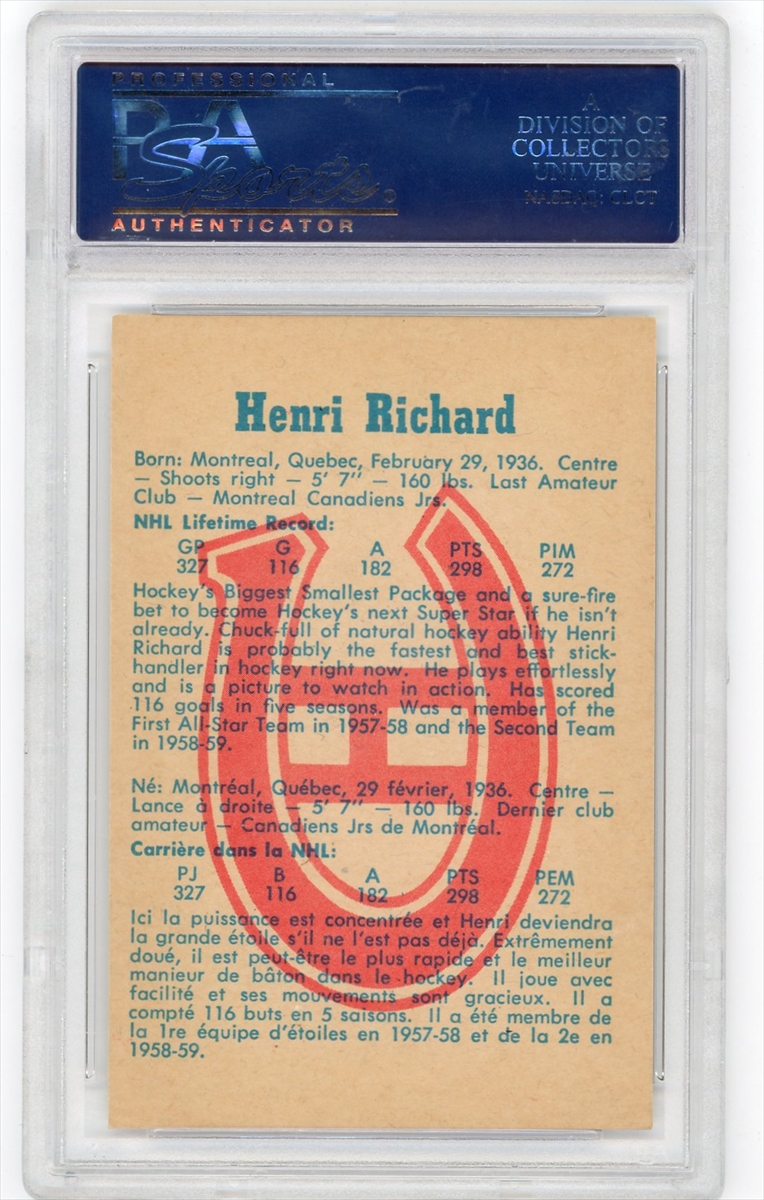 PROFESSIONAL
PSA
Sports
AUTHENTICATOR
A
DIVISION OF
COLLECTORS
UNIVERSE
NASDAQ: CLCT
Henri Richard
Born: Montreal, Quebec, February 29, 1936. Centre
— Shoots right — 5' 7" — 160 lbs. Last Amateur
Club — Montreal Canadiens Jrs.
NHL Lifetime Record:
GP G A PTS PIM
327 116 182 298 272
Hockey's Biggest Smallest Package and a sure-fire
bet to become Hockey's next Super Star if he isn't
already. Chuck-full of natural hockey ability Henri
Richard is probably the fastest and best stick-
handler in hockey right now. He plays effortlessly
and is a picture to watch in action. Has scored
116 goals in five seasons. Was a member of the
First All-Star Team in 1957-58 and the Second Team
in 1958-59.
Né: Montréal, Québec, 29 février, 1936. Centre —
Lance à droite — 5' 7" — 160 lbs. Dernier club
amateur — Canadiens Jrs de Montréal.
Carrière dans la NHL:
PJ B A PTS PEM
327 116 182 298 272
Ici la puissance est concentrée et Henri deviendra
la grande étoile s'il ne l'est pas déjà. Extrêmement
doué, il est peut-être le plus rapide et le meilleur
manieur de bâton dans le hockey. Il joue avec
facilité et ses mouvements sont gracieux. Il a
compté 116 buts en 5 saisons. Il a été membre de
la 1re équipe d'étoiles en 1957-58 et de la 2e en
1958-59.